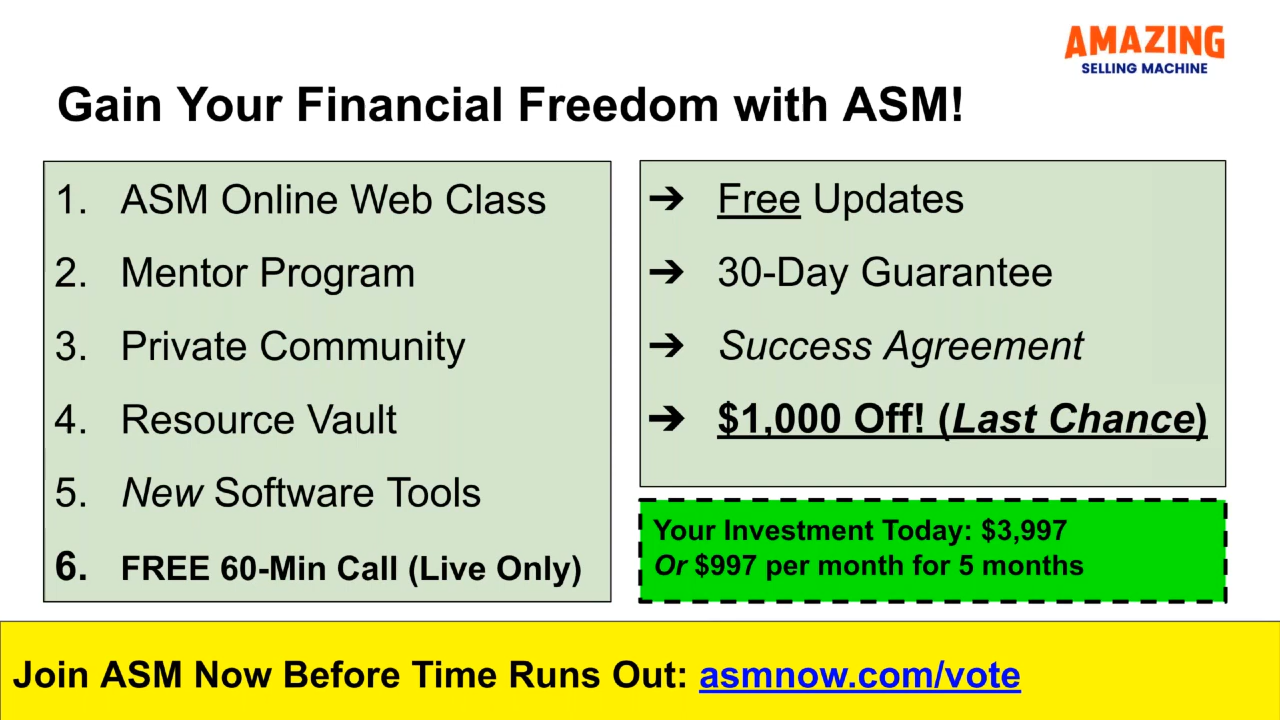 AMAZING
SELLING MACHINE
Gain Your Financial Freedom with ASM!
1. ASM Online Web Class
2. Mentor Program
3. Private Community
4. Resource Vault
5. New Software Tools
6. FREE 60-Min Call (Live Only)
➔ Free Updates
➔ 30-Day Guarantee
➔ Success Agreement
➔ $1,000 Off! (Last Chance)
Your Investment Today: $3,997
Or $997 per month for 5 months
Join ASM Now Before Time Runs Out: asmnow.com/vote